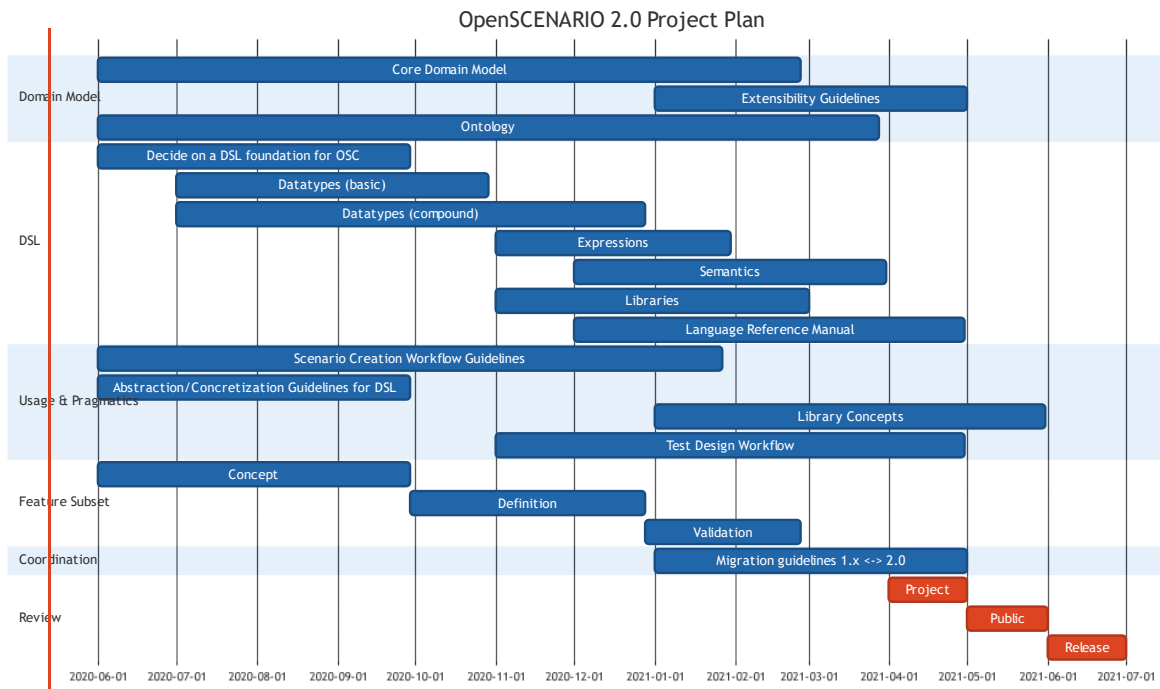 OpenSCENARIO 2.0 Project Plan
Core Domain Model
Domain Model
Extensibility Guidelines
Ontology
Decide on a DSL foundation for OSC
Datatypes (basic)
Datatypes (compound)
DSL
Expressions
Semantics
Libraries
Language Reference Manual
Scenario Creation Workflow Guidelines
Abstraction/Concretization Guidelines for DSL
Usage & Pragmatics
Library Concepts
Test Design Workflow
Concept
Feature Subset
Definition
Validation
Coordination
Migration guidelines 1.x <-> 2.0
Project
Review
Public
Release
2020-06-01 2020-07-01 2020-08-01 2020-09-01 2020-10-01 2020-11-01 2020-12-01 2021-01-01 2021-02-01 2021-03-01 2021-04-01 2021-05-01 2021-06-01 2021-07-01